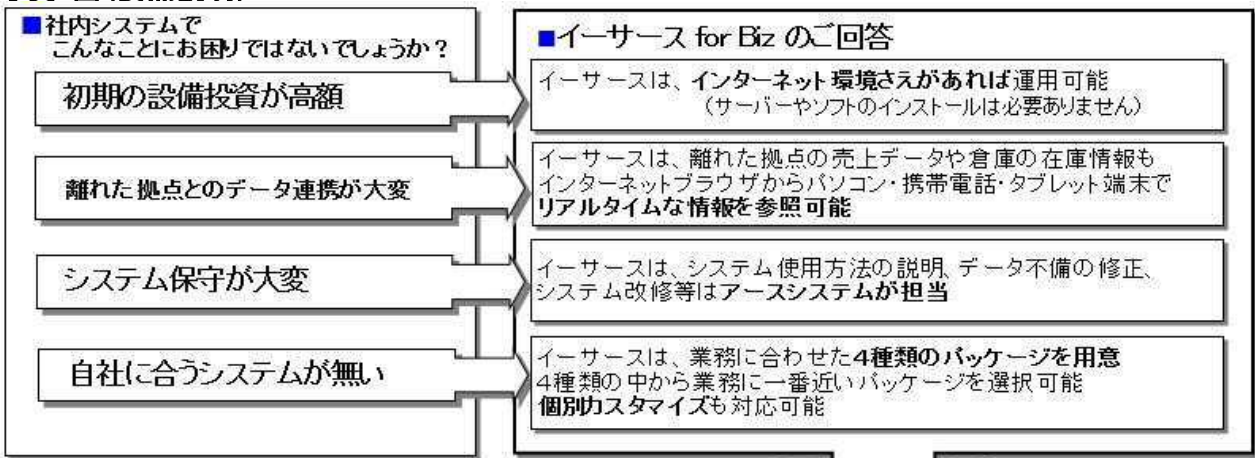 ■社内システムで
こんなことにお困りではないでしょうか？
初期の設備投資が高額
離れた拠点とのデータ連携が大変
システム保守が大変
自社に合うシステムが無い
■イーサース for Biz のご回答
イーサースは、インターネット環境さえがあれば運用可能
（サーバーやソフトのインストールは必要ありません）
イーサースは、離れた拠点の売上データや倉庫の在庫情報も
インターネットブラウザからパソコン・携帯電話・タブレット端末で
リアルタイムな情報を参照可能
イーサースは、システム使用方法の説明、データ不備の修正、
システム改修等はアースシステムが担当
イーサースは、業務に合わせた4種類のパッケージを用意
4種類の中から業務に一番近いパッケージを選択可能
個別カスタマイズも対応可能